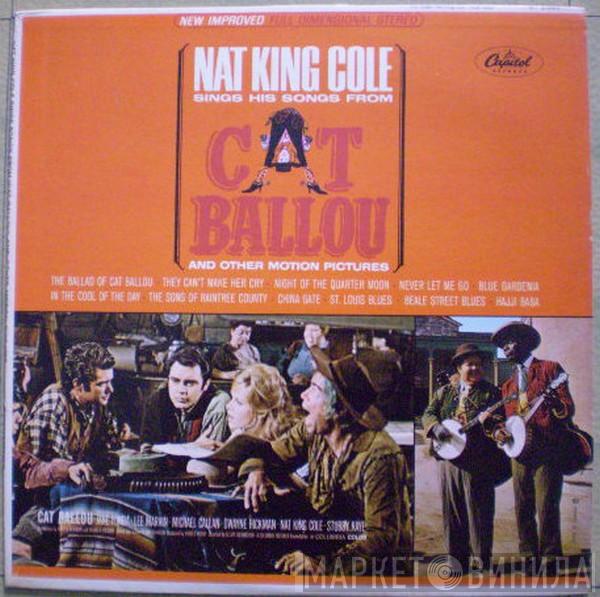 NEW IMPROVED FULL DIMENSIONAL STEREO
NAT KING COLE
Capitol
RECORDS
SINGS HIS SONGS FROM
CAT
BALLOU
AND OTHER MOTION PICTURES
THE BALLAD OF CAT BALLOU THEY CAN'T MAKE HER CRY NIGHT OF THE QUARTER MOON NEVER LET ME GO BLUE GARDENIA
IN THE COOL OF THE DAY THE SONG OF RAINTREE COUNTY CHINA GATE ST. LOUIS BLUES BEALE STREET BLUES HAJJI BABA
CAT BALLOU JANE FONDA · LEE MARVIN MICHAEL CALLAN DWAYNE HICKMAN NAT KING COLE · STUBBY KAYE
COLUMBIA COLOR
МАРКЕТ ВИНИЛА